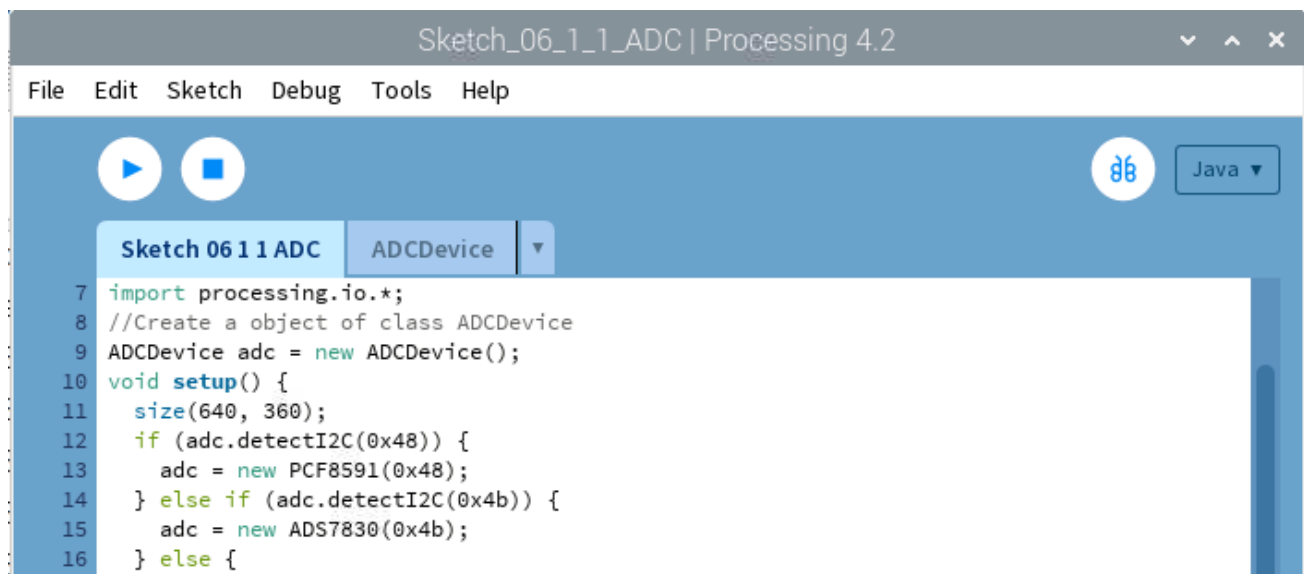 Sketch_06_1_1_ADC | Processing 4.2
File Edit Sketch Debug Tools Help
Java ▼
Sketch 06 1 1 ADC ADCDevice ▼
7 import processing.io.*;
8 //Create a object of class ADCDevice
9 ADCDevice adc = new ADCDevice();
10 void setup() {
11 size(640, 360);
12 if (adc.detectI2C(0x48)) {
13 adc = new PCF8591(0x48);
14 } else if (adc.detectI2C(0x4b)) {
15 adc = new ADS7830(0x4b);
16 } else {